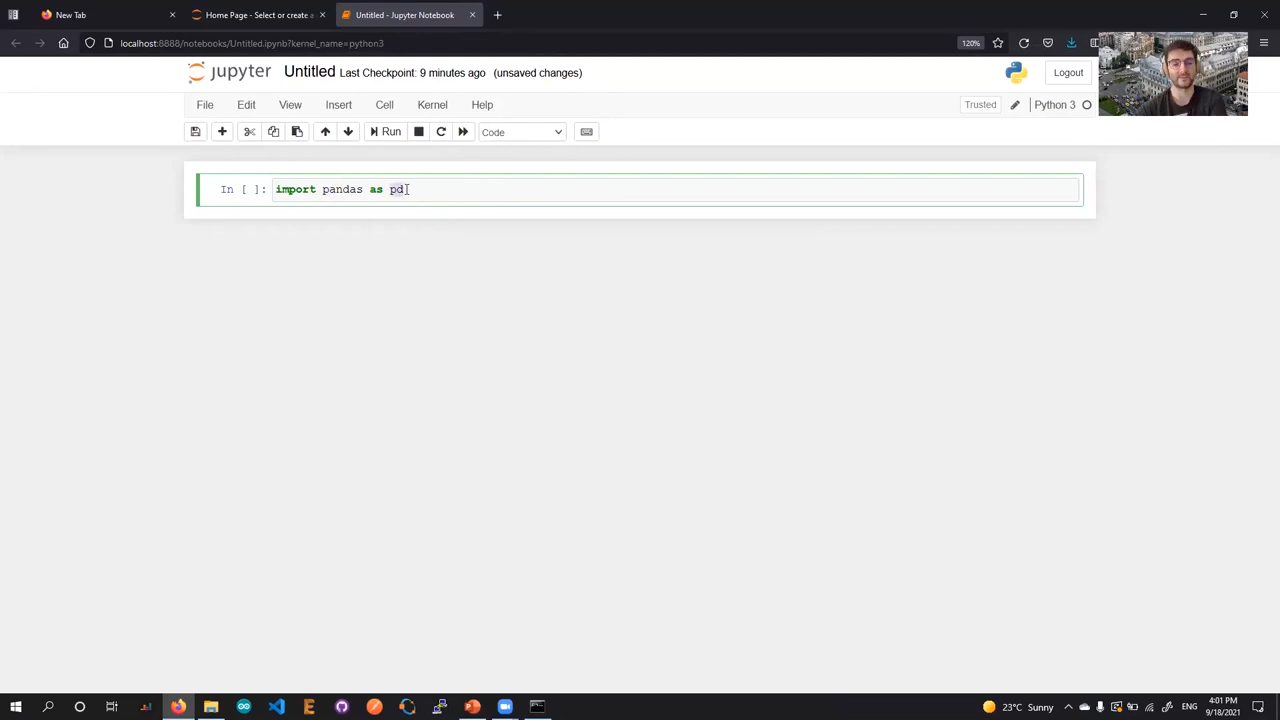 New Tab
Home Page - Select or create a
Untitled - Jupyter Notebook
localhost:8888/notebooks/Untitled.ipynb?kernel_name=python3
120%
jupyter Untitled Last Checkpoint: 9 minutes ago (unsaved changes)
Logout
File Edit View Insert Cell Kernel Help
Trusted
Python 3
Run
Code
In [ ]: import pandas as pd
23°C Sunny
ENG
4:01 PM
9/18/2021